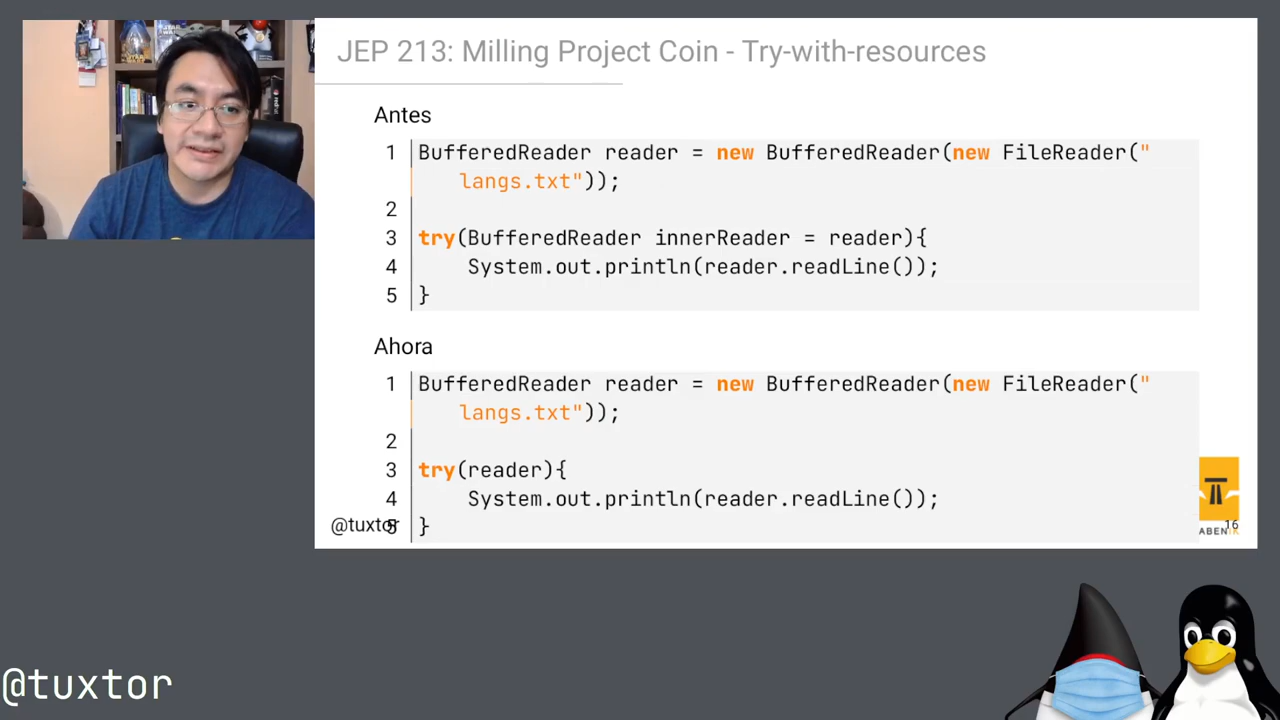 JEP 213: Milling Project Coin - Try-with-resources
Antes
1 BufferedReader reader = new BufferedReader(new FileReader("
langs.txt"));
2
3 try(BufferedReader innerReader = reader){
4 System.out.println(reader.readLine());
5 }
Ahora
1 BufferedReader reader = new BufferedReader(new FileReader("
langs.txt"));
2
3 try(reader){
4 System.out.println(reader.readLine());
5 }
@tuxtor
16
@tuxtor